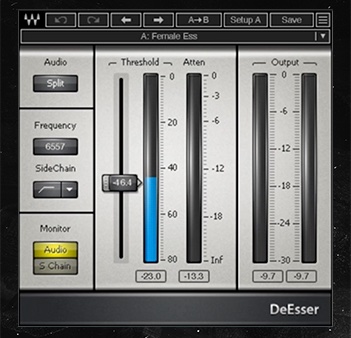 A→B
Setup A
Save
A: Female Ess
Audio
Split
Frequency
6557
SideChain
Monitor
Audio
S Chain
Threshold
Atten
0
20
40
60
80
-46.4
-23.0
0
-3
-6
-12
-18
-Inf
-13.3
Output
0
-6
-12
-18
-24
-30
-9.7
-9.7
DeEsser